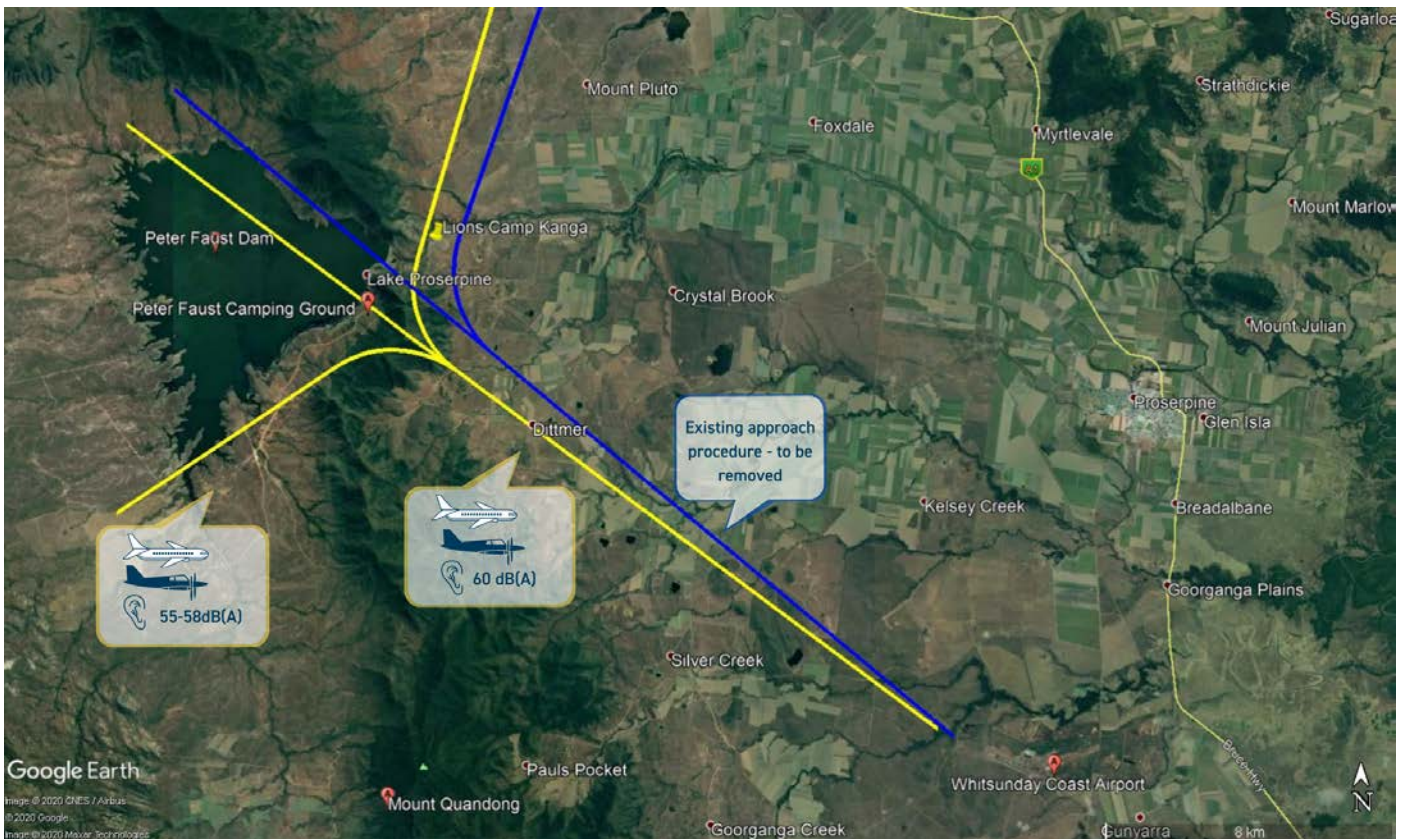 Sugarloa
Mount Pluto
Strathdickie
Foxdale
Myrtlevale
Mount Marlow
Lions Camp Kanga
Peter Faust Dam
Lake Proserpine
Crystal Brook
Peter Faust Camping Ground
Mount Julian
Proserpine
Glen Isla
Dittmer
Existing approach
procedure - to be
removed
Kelsey Creek
Breadalbane
60 dB(A)
55-58dB(A)
Goorganga Plains
Silver Creek
Pauls Pocket
Whitsunday Coast Airport
Bruce Hwy
Google Earth
Image © 2020 CNES / Airbus
© 2020 Google
Image © 2020 Maxar Technologies
Mount Quandong
Goorganga Creek
Gunyarra
8 km
N